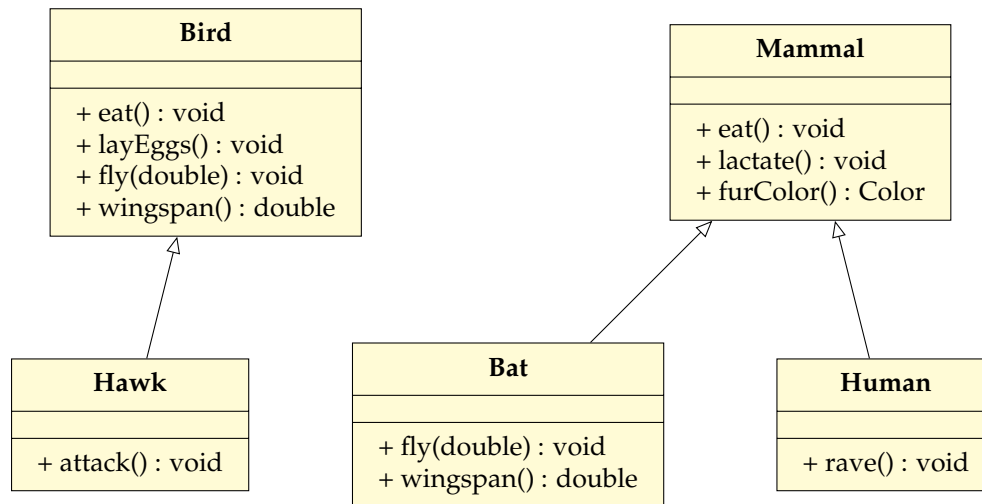 Bird
+ eat() : void
+ layEggs() : void
+ fly(double) : void
+ wingspan() : double
Mammal
+ eat() : void
+ lactate() : void
+ furColor() : Color
Hawk
+ attack() : void
Bat
+ fly(double) : void
+ wingspan() : double
Human
+ rave() : void